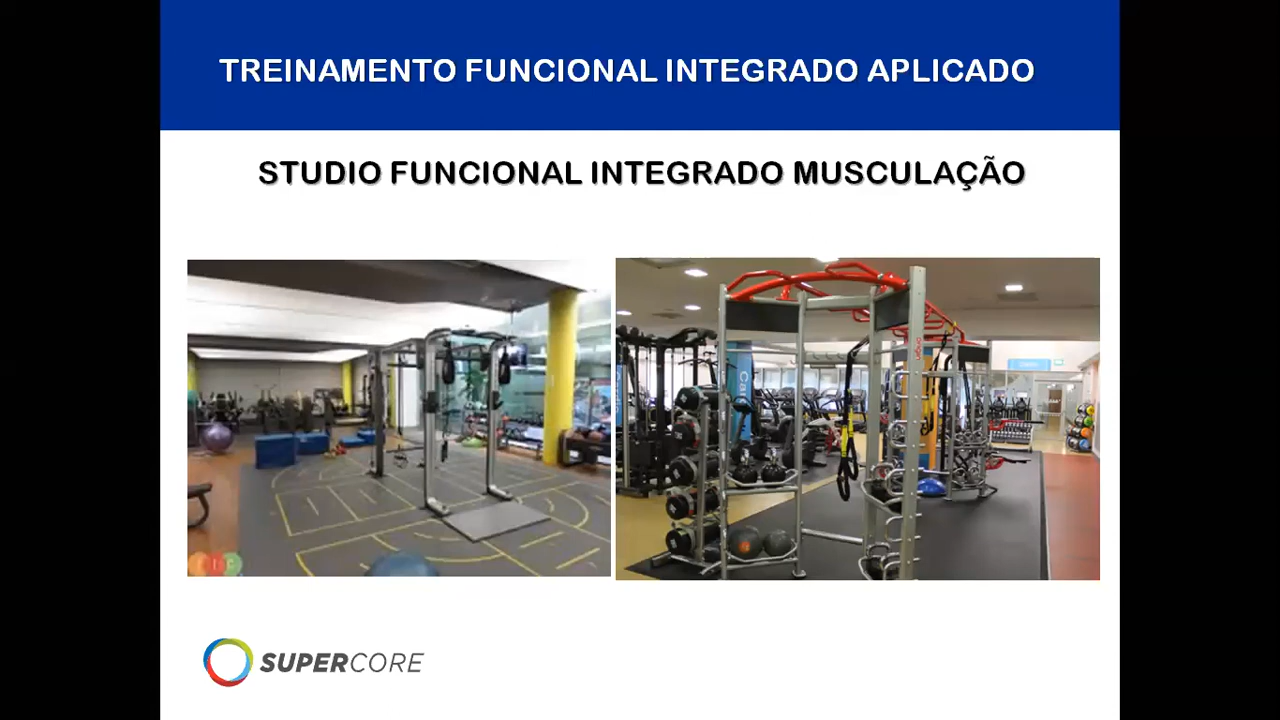 TREINAMENTO FUNCIONAL INTEGRADO APLICADO
STUDIO FUNCIONAL INTEGRADO MUSCULAÇÃO
SUPERCORE